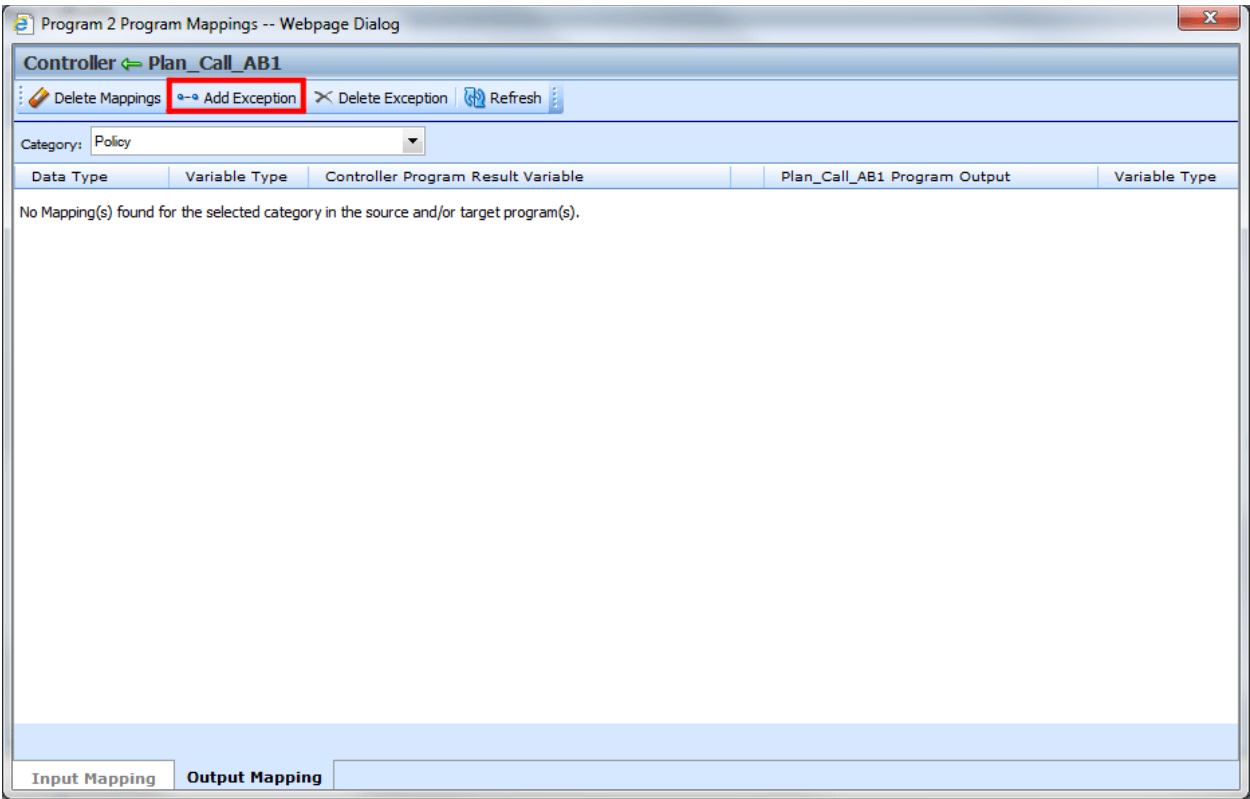 Program 2 Program Mappings -- Webpage Dialog
x
Controller Plan_Call_AB1
Delete Mappings Add Exception Delete Exception Refresh
Category: Policy
Data Type Variable Type Controller Program Result Variable Plan_Call_AB1 Program Output Variable Type
No Mapping(s) found for the selected category in the source and/or target program(s).
Input Mapping Output Mapping